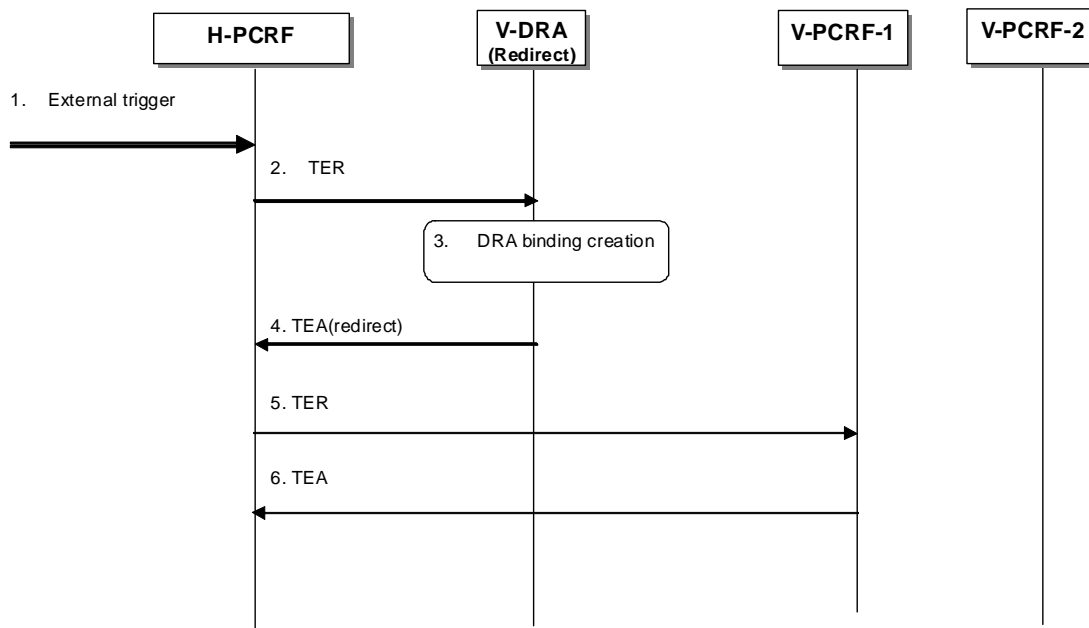 H-PCRF
V-DRA
(Redirect)
V-PCRF-1
V-PCRF-2
1. External trigger
2. TER
3. DRA binding creation
4. TEA(redirect)
5. TER
6. TEA